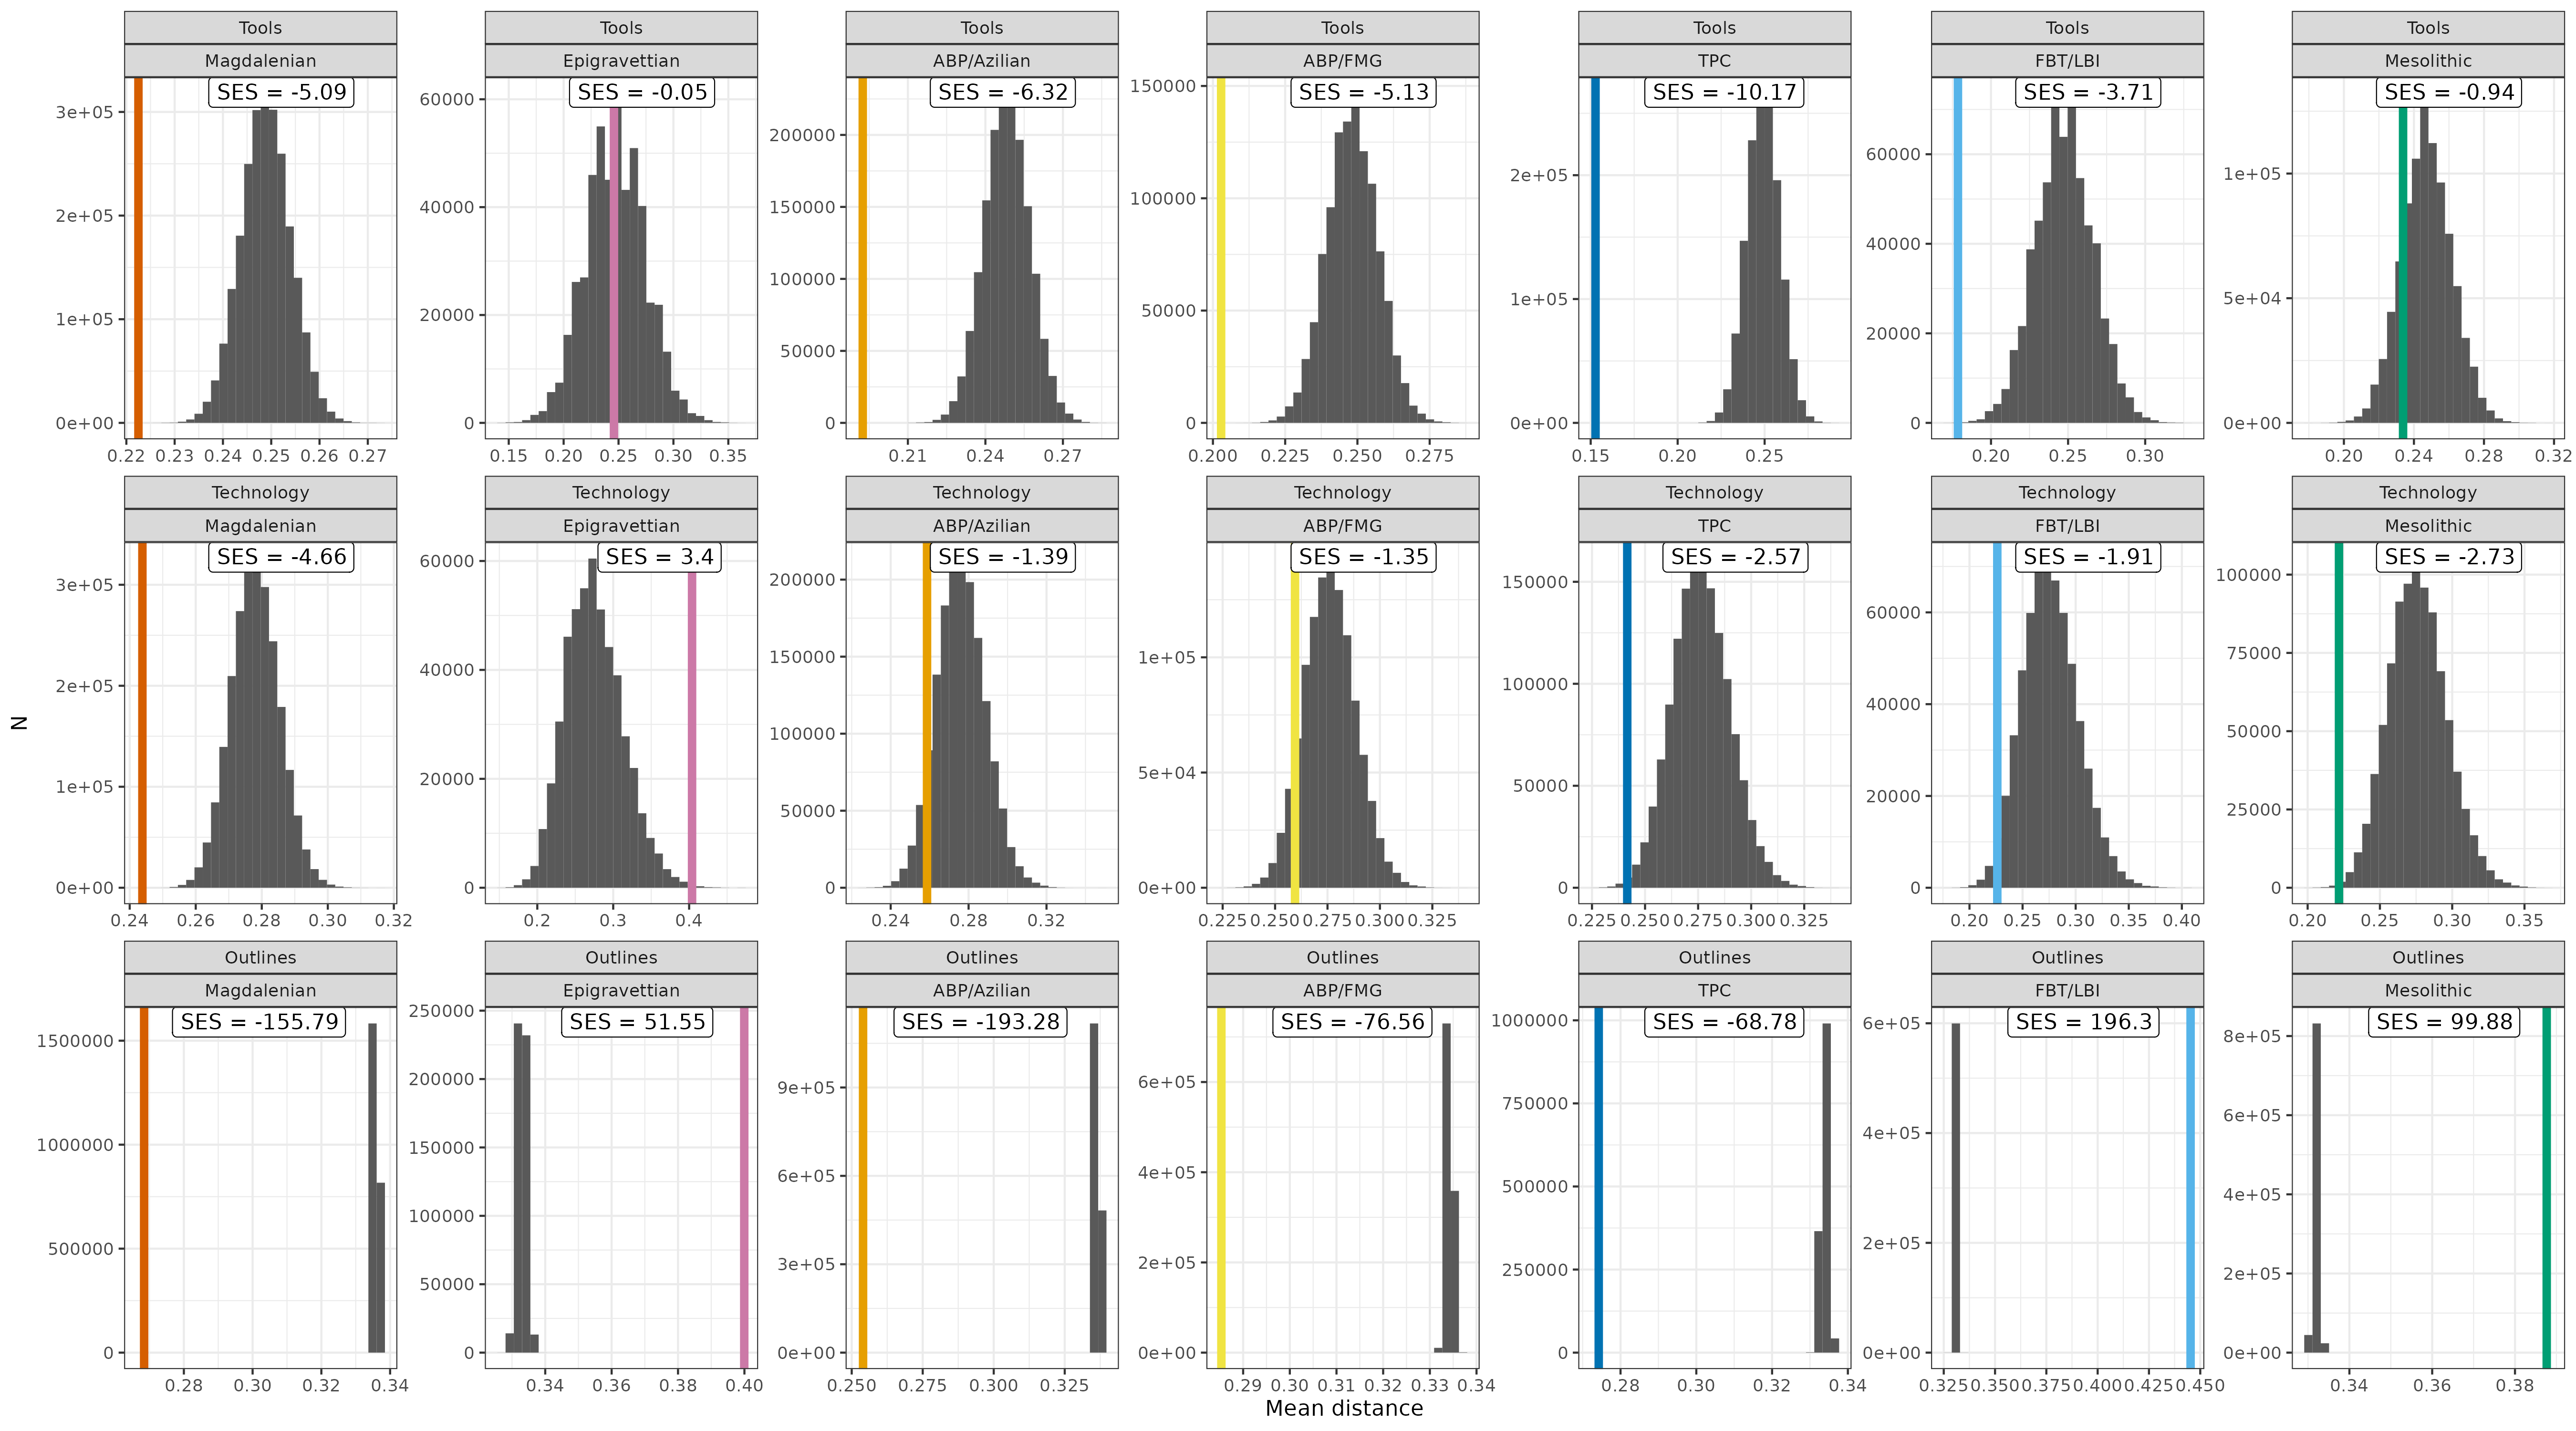 Tools Tools Tools Tools Tools Tools Tools
Magdalenian Epigravettian ABP/Azilian ABP/FMG TPC FBT/LBI Mesolithic
SES = -5.09 SES = -0.05 SES = -6.32 SES = -5.13 SES = -10.17 SES = -3.71 SES = -0.94
3e+05 60000 200000 150000 2e+05 60000 1e+05
2e+05 40000 150000 100000 1e+05 40000 5e+04
1e+05 20000 100000 50000 0e+00 20000 0e+00
0e+00 0 50000 0 0
0
0.22 0.23 0.24 0.25 0.26 0.27 0.15 0.20 0.25 0.30 0.35 0.21 0.24 0.27 0.200 0.225 0.250 0.275 0.15 0.20 0.25 0.20 0.25 0.30 0.20 0.24 0.28 0.32
Technology Technology Technology Technology Technology Technology Technology
Magdalenian Epigravettian ABP/Azilian ABP/FMG TPC FBT/LBI Mesolithic
SES = -4.66 SES = 3.4 SES = -1.39 SES = -1.35 SES = -2.57 SES = -1.91 SES = -2.73
3e+05 60000 200000 1e+05 150000 60000 100000
2e+05 40000 150000 5e+04 100000 40000 75000
1e+05 20000 100000 0e+00 50000 20000 50000
0e+00 0 50000 0 0 25000
0 0
0.24 0.26 0.28 0.30 0.32 0.2 0.3 0.4 0.24 0.28 0.32 0.225 0.250 0.275 0.300 0.325 0.225 0.250 0.275 0.300 0.325 0.20 0.25 0.30 0.35 0.40 0.20 0.25 0.30 0.35
Outlines Outlines Outlines Outlines Outlines Outlines Outlines
Magdalenian Epigravettian ABP/Azilian ABP/FMG TPC FBT/LBI Mesolithic
SES = -155.79 SES = 51.55 SES = -193.28 SES = -76.56 SES = -68.78 SES = 196.3 SES = 99.88
1500000 250000 9e+05 6e+05 1000000 6e+05 8e+05
1000000 200000 6e+05 4e+05 750000 4e+05 6e+05
500000 150000 3e+05 2e+05 500000 2e+05 4e+05
0 100000 0e+00 0e+00 250000 0e+00 2e+05
50000 0 0e+00
0
0.28 0.30 0.32 0.34 0.34 0.36 0.38 0.40 0.250 0.275 0.300 0.325 0.29 0.30 0.31 0.32 0.33 0.34 0.28 0.30 0.32 0.34 0.325 0.350 0.375 0.400 0.425 0.450 0.34 0.36 0.38
Mean distance
N